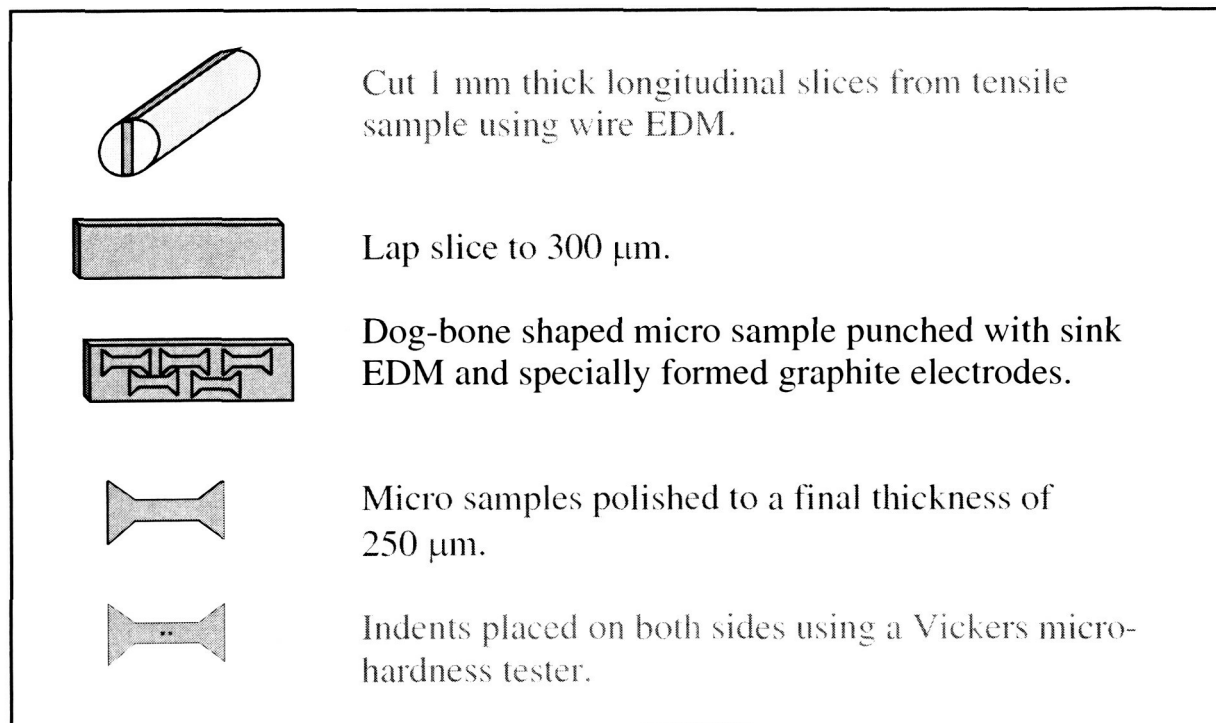 Cut 1 mm thick longitudinal slices from tensile
sample using wire EDM.
Lap slice to 300 μm.
Dog-bone shaped micro sample punched with sink
EDM and specially formed graphite electrodes.
Micro samples polished to a final thickness of
250 μm.
Indents placed on both sides using a Vickers micro-
hardness tester.